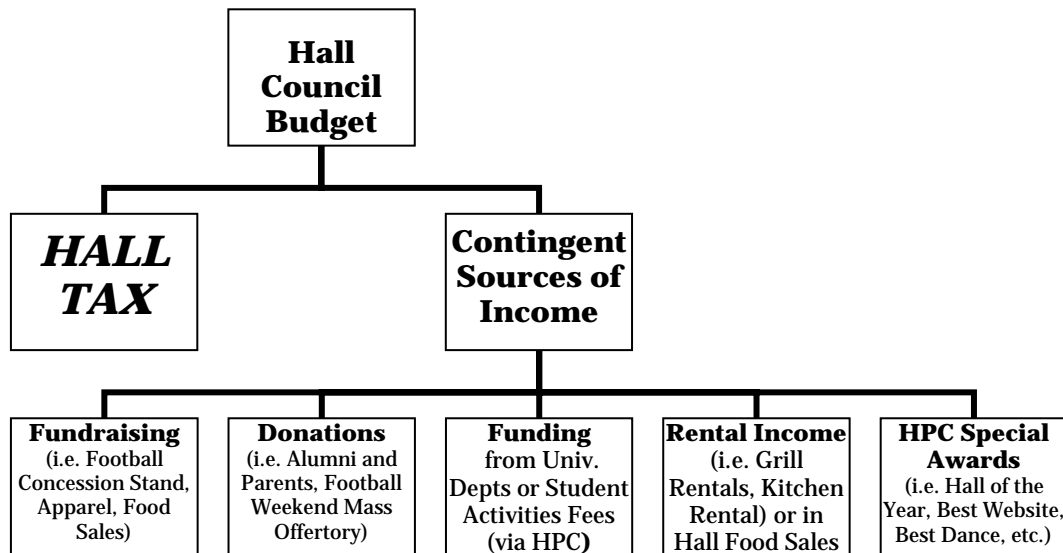 Hall
Council
Budget
HALL
TAX
Contingent
Sources of
Income
Fundraising
(i.e. Football
Concession Stand,
Apparel, Food
Sales)
Donations
(i.e. Alumni and
Parents, Football
Weekend Mass
Offertory)
Funding
from Univ.
Depts or Student
Activities Fees
(via HPC)
Rental Income
(i.e. Grill
Rentals, Kitchen
Rental) or in
Hall Food Sales
HPC Special
Awards
(i.e. Hall of the
Year, Best Website,
Best Dance, etc.)